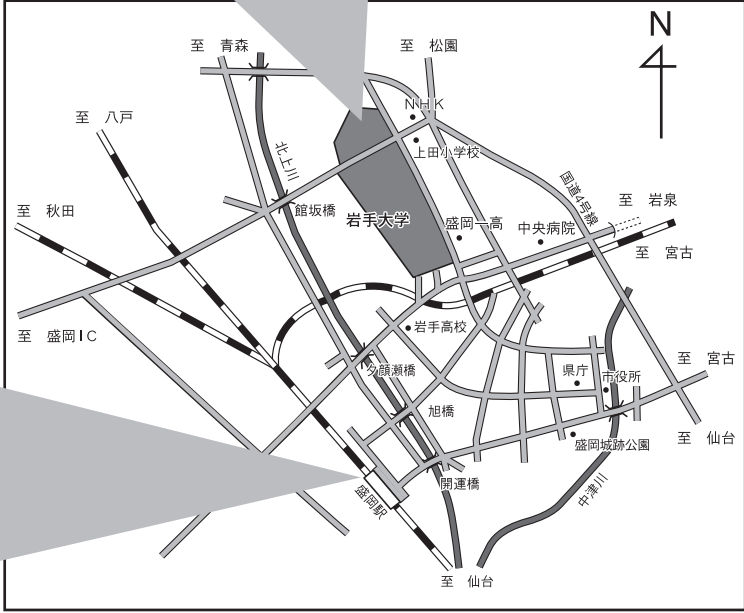 N
至 青森
至 松園
NHK
至 八戸
上田小学校
北上川
国道4号線
至 岩泉
至 秋田
館坂橋
岩手大学
盛岡一高
中央病院
至 宮古
至 盛岡IC
岩手高校
夕顔瀬橋
県庁
市役所
至 宮古
旭橋
盛岡城跡公園
至 仙台
開運橋
盛岡駅
中津川
至 仙台